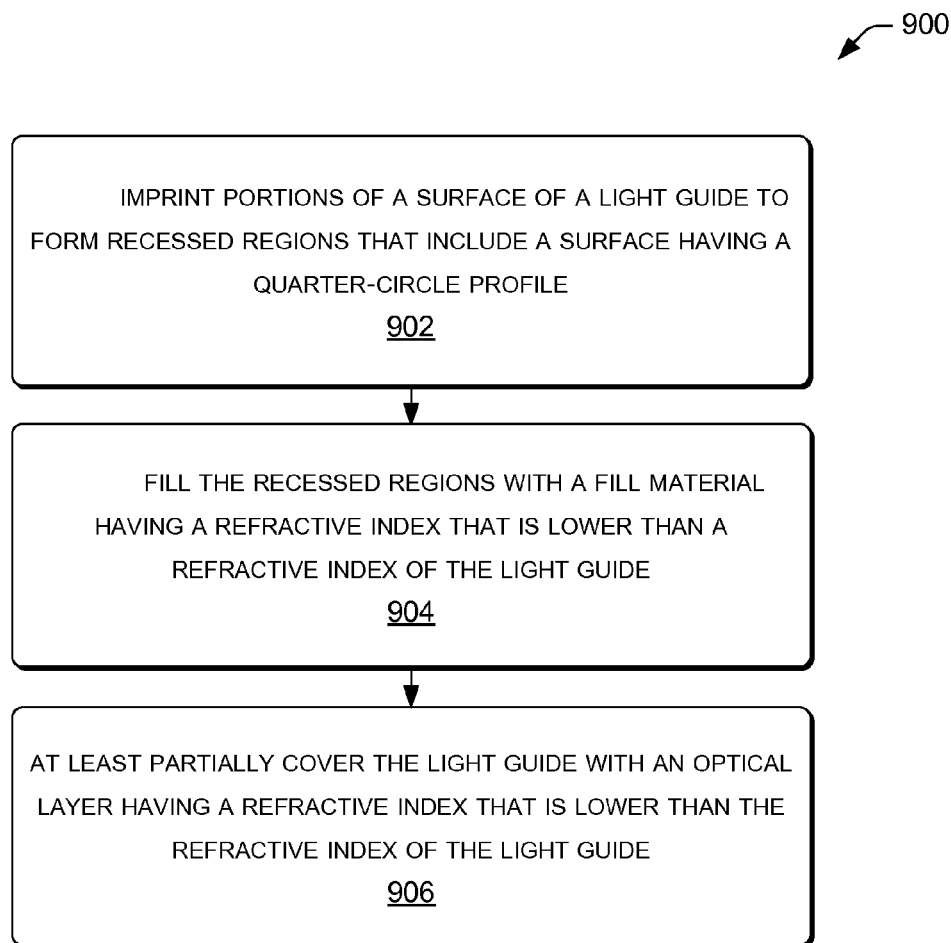 900
IMPRINT PORTIONS OF A SURFACE OF A LIGHT GUIDE TO
FORM RECESSED REGIONS THAT INCLUDE A SURFACE HAVING A
QUARTER-CIRCLE PROFILE
902
FILL THE RECESSED REGIONS WITH A FILL MATERIAL
HAVING A REFRACTIVE INDEX THAT IS LOWER THAN A
REFRACTIVE INDEX OF THE LIGHT GUIDE
904
AT LEAST PARTIALLY COVER THE LIGHT GUIDE WITH AN OPTICAL
LAYER HAVING A REFRACTIVE INDEX THAT IS LOWER THAN THE
REFRACTIVE INDEX OF THE LIGHT GUIDE
906